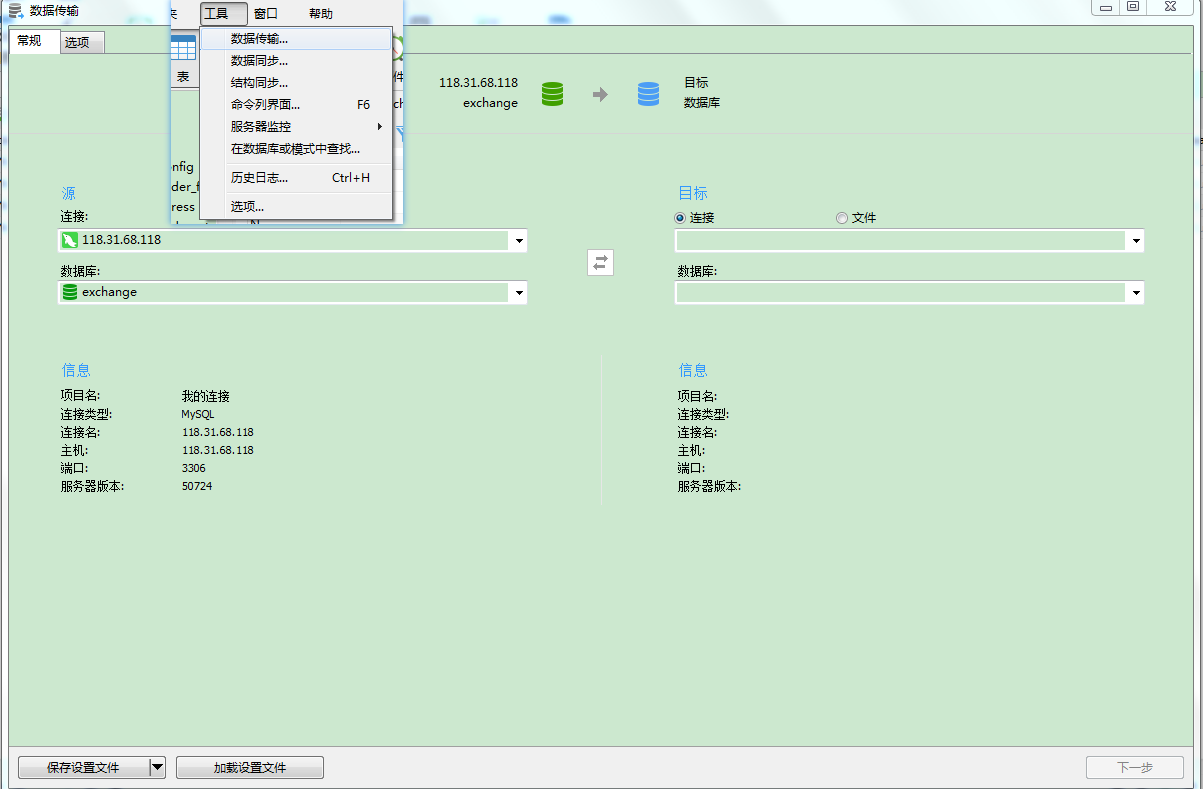 数据传输
工具 窗口 帮助
常规 选项
数据传输...
数据同步...
结构同步...
命令列界面... F6
服务器监控
在数据库或模式中查找...
历史日志... Ctrl+H
选项...
表
件
nfig
der_f
ress
118.31.68.118
exchange
目标
数据库
源
连接:
118.31.68.118
数据库:
exchange
目标
连接 文件
数据库:
信息
项目名: 我的连接
连接类型: MySQL
连接名: 118.31.68.118
主机: 118.31.68.118
端口: 3306
服务器版本: 50724
信息
项目名:
连接类型:
连接名:
主机:
端口:
服务器版本:
保存设置文件 加载设置文件 下一步